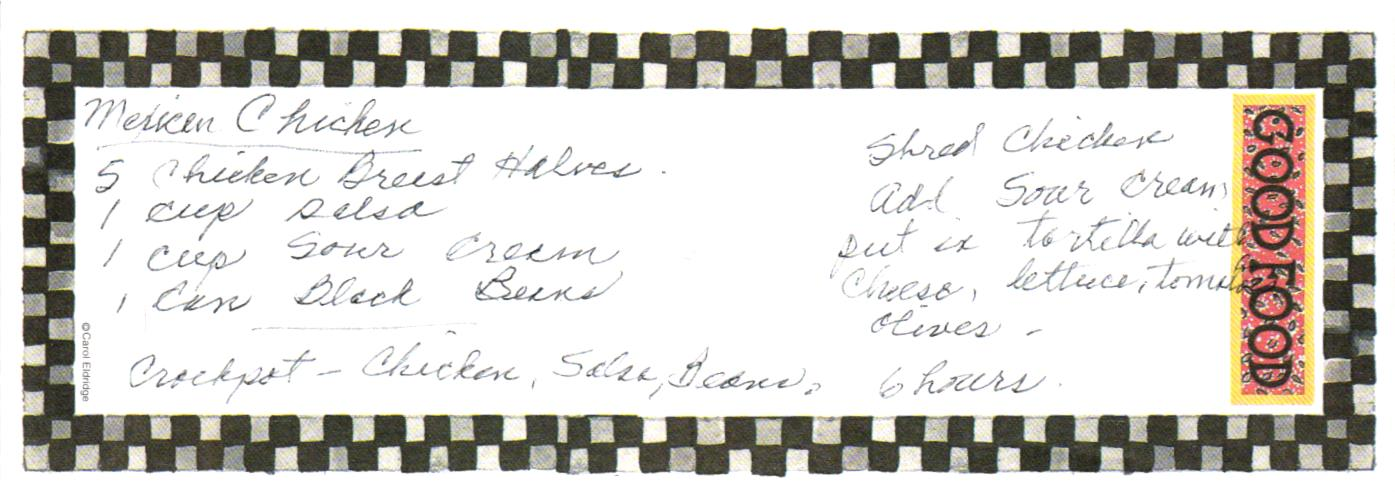 Mexican Chicken
5 Chicken Breast Halves.
1 cup salsa
1 cup Sour Cream
1 Can Black Beans
Crockpot - Chicken, Salsa, Beans, 6 hours.
Shred Chicken
add Sour Cream
put in tortilla with
Cheese, lettuce, tomato
Olives -
GOOD FOOD
©Carol Eldridge